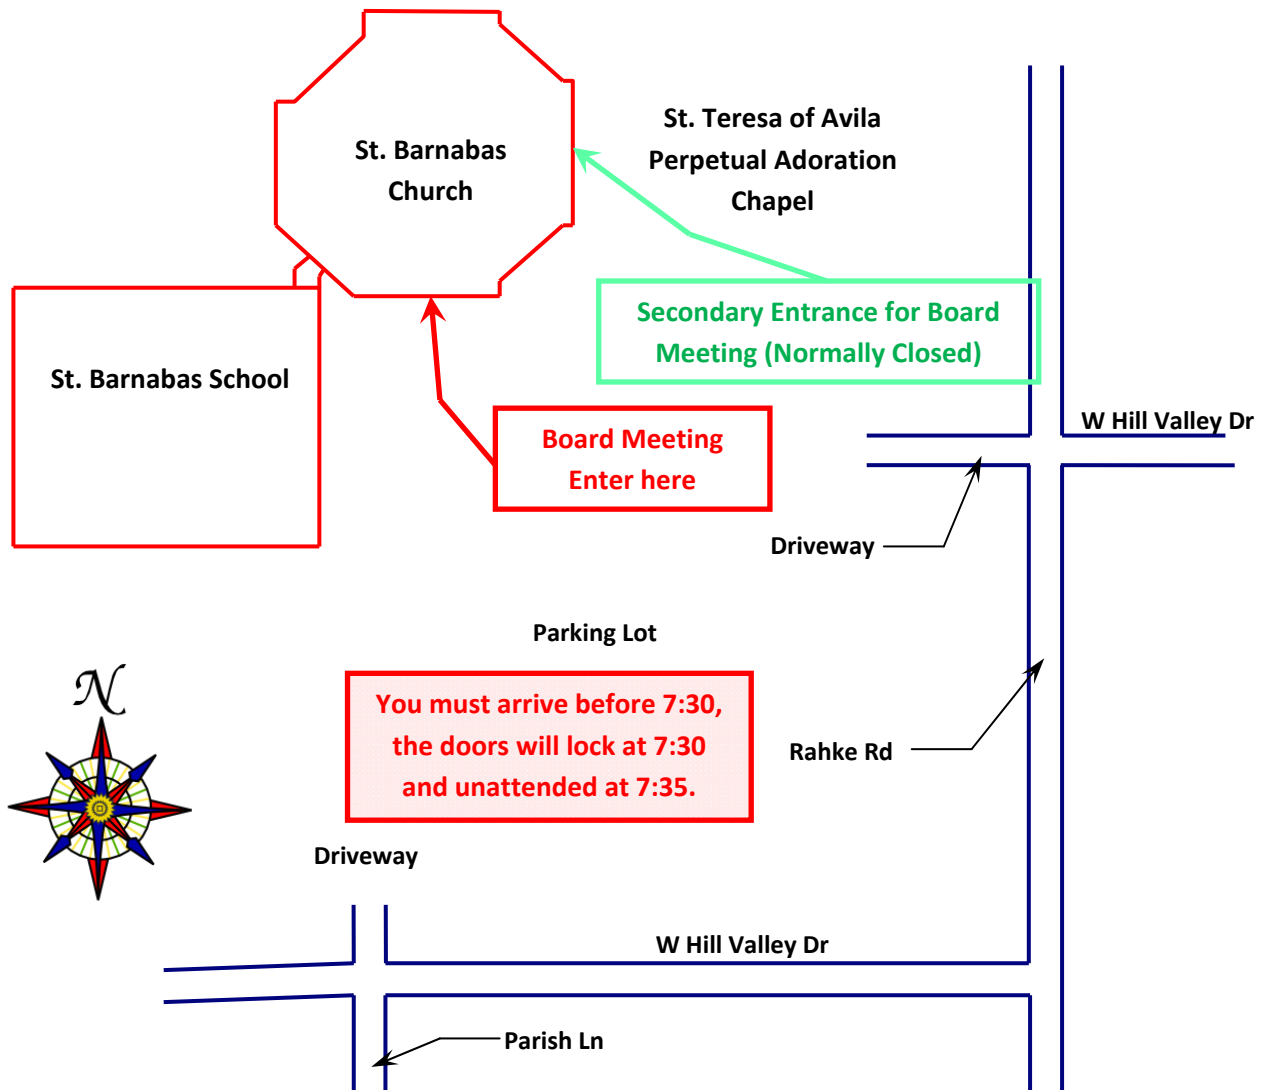 St. Barnabas
Church
St. Teresa of Avila
Perpetual Adoration
Chapel
Secondary Entrance for Board
Meeting (Normally Closed)
St. Barnabas School
Board Meeting
Enter here
W Hill Valley Dr
Driveway
Parking Lot
N
You must arrive before 7:30,
the doors will lock at 7:30
and unattended at 7:35.
Rahke Rd
Driveway
W Hill Valley Dr
Parish Ln